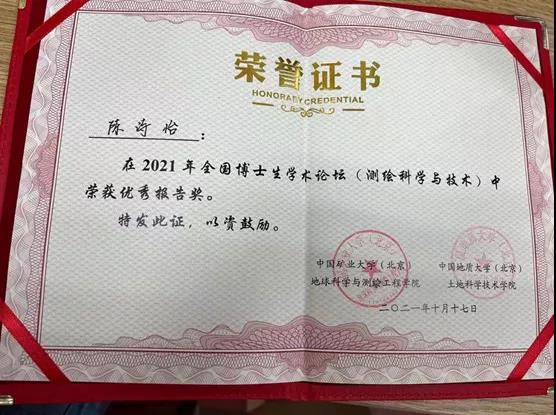 荣誉证书
HONORARY CREDENTIAL
陈
怡：
在2021年全国博士生学术论坛（测绘科学与技术）中
荣获优秀报告奖。
特发此证，以资鼓励。
中国矿业大学（北京）
地球科学与测绘工程学院
中国地质大学（北京）
土地科学技术学院
二〇二一年十月十七日